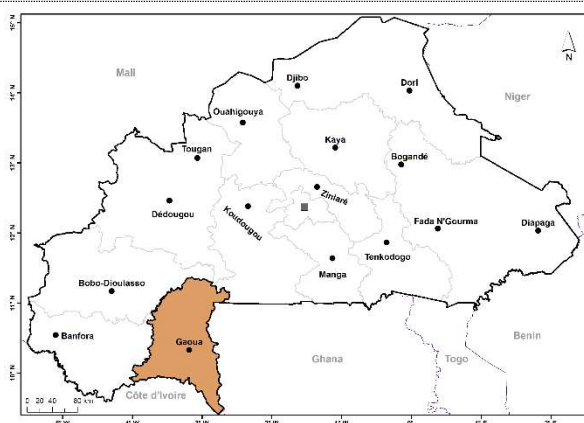 N
Mali
Djibo
Dori
Niger
Ouahigouya
Tougan
Kaya
Bogandé
Ziniaré
Dédougou
Koudougou
Fada N'Gourma
Diapaga
Tenkodogo
Manga
Bobo-Dioulasso
Banfora
Gaoua
Ghana
Togo
Benin
Côte d'Ivoire
0 20 40 80 km